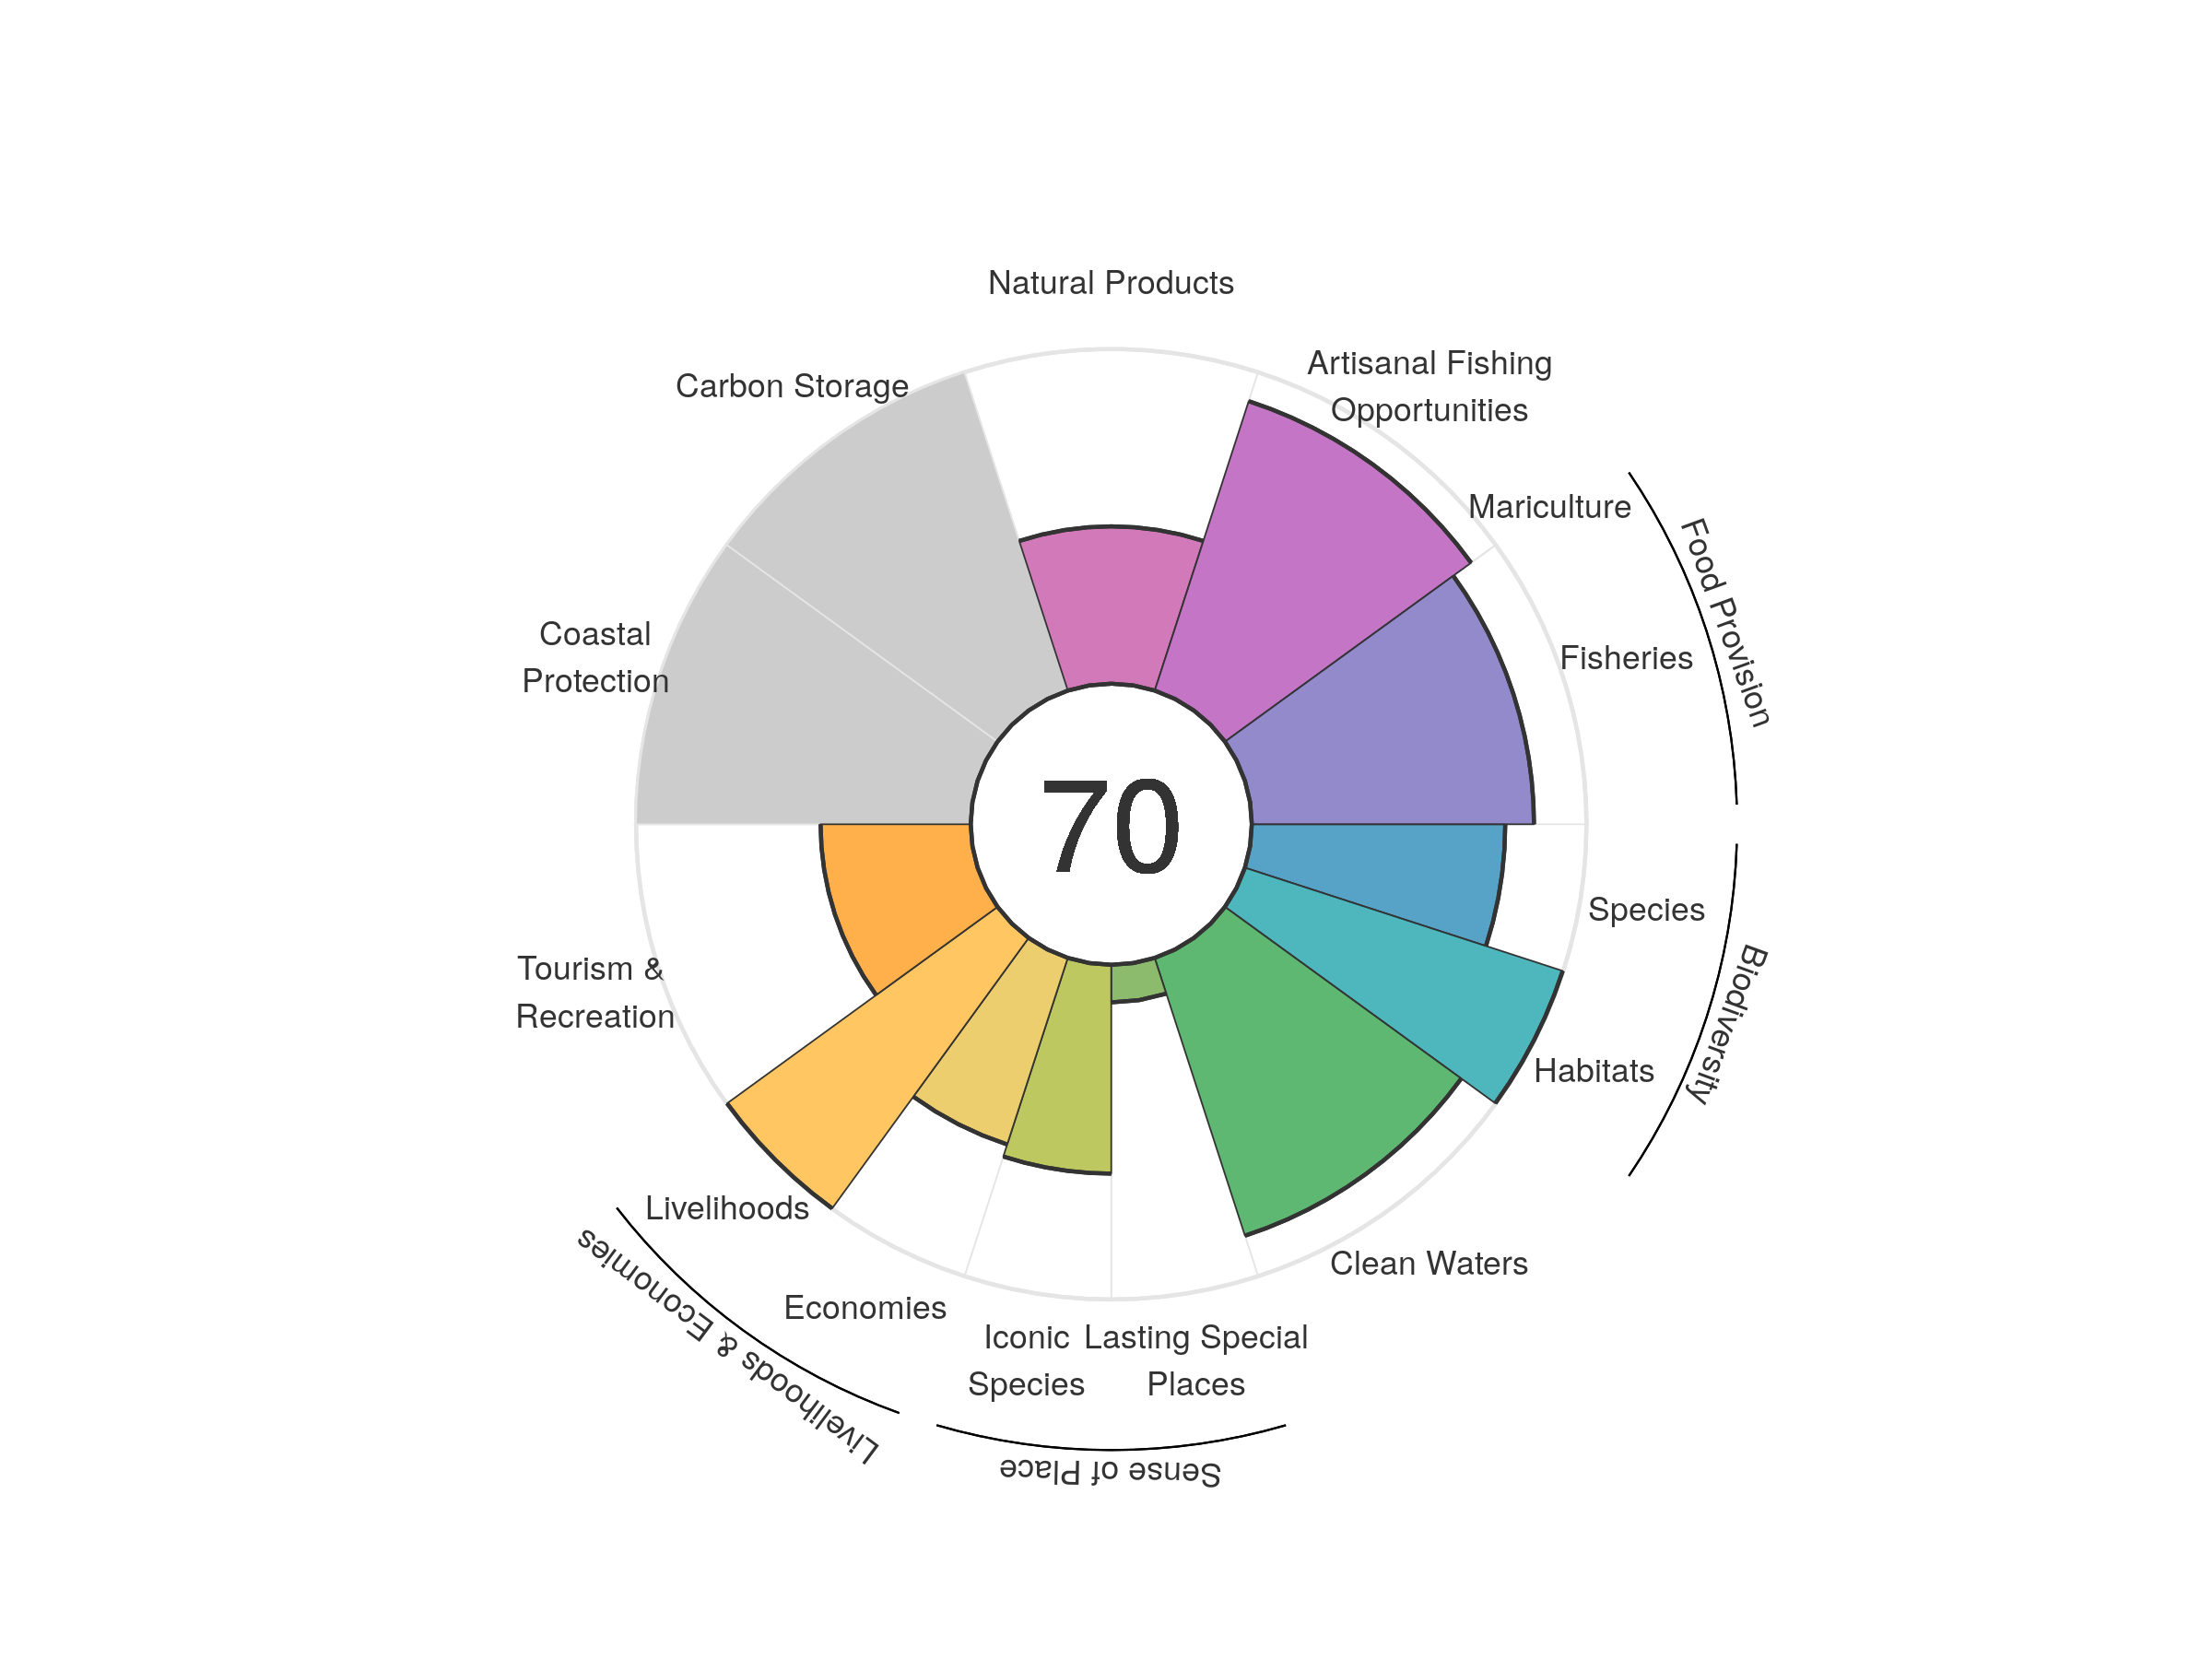 Natural Products
Artisanal Fishing
Opportunities
Carbon Storage
Mariculture
Food Provision
Coastal
Protection
Fisheries
70
Species
Biodiversity
Tourism &
Recreation
Habitats
Livelihoods
Clean Waters
Livelihoods & Economies
Economies
Iconic
Species
Lasting Special
Places
Sense of Place